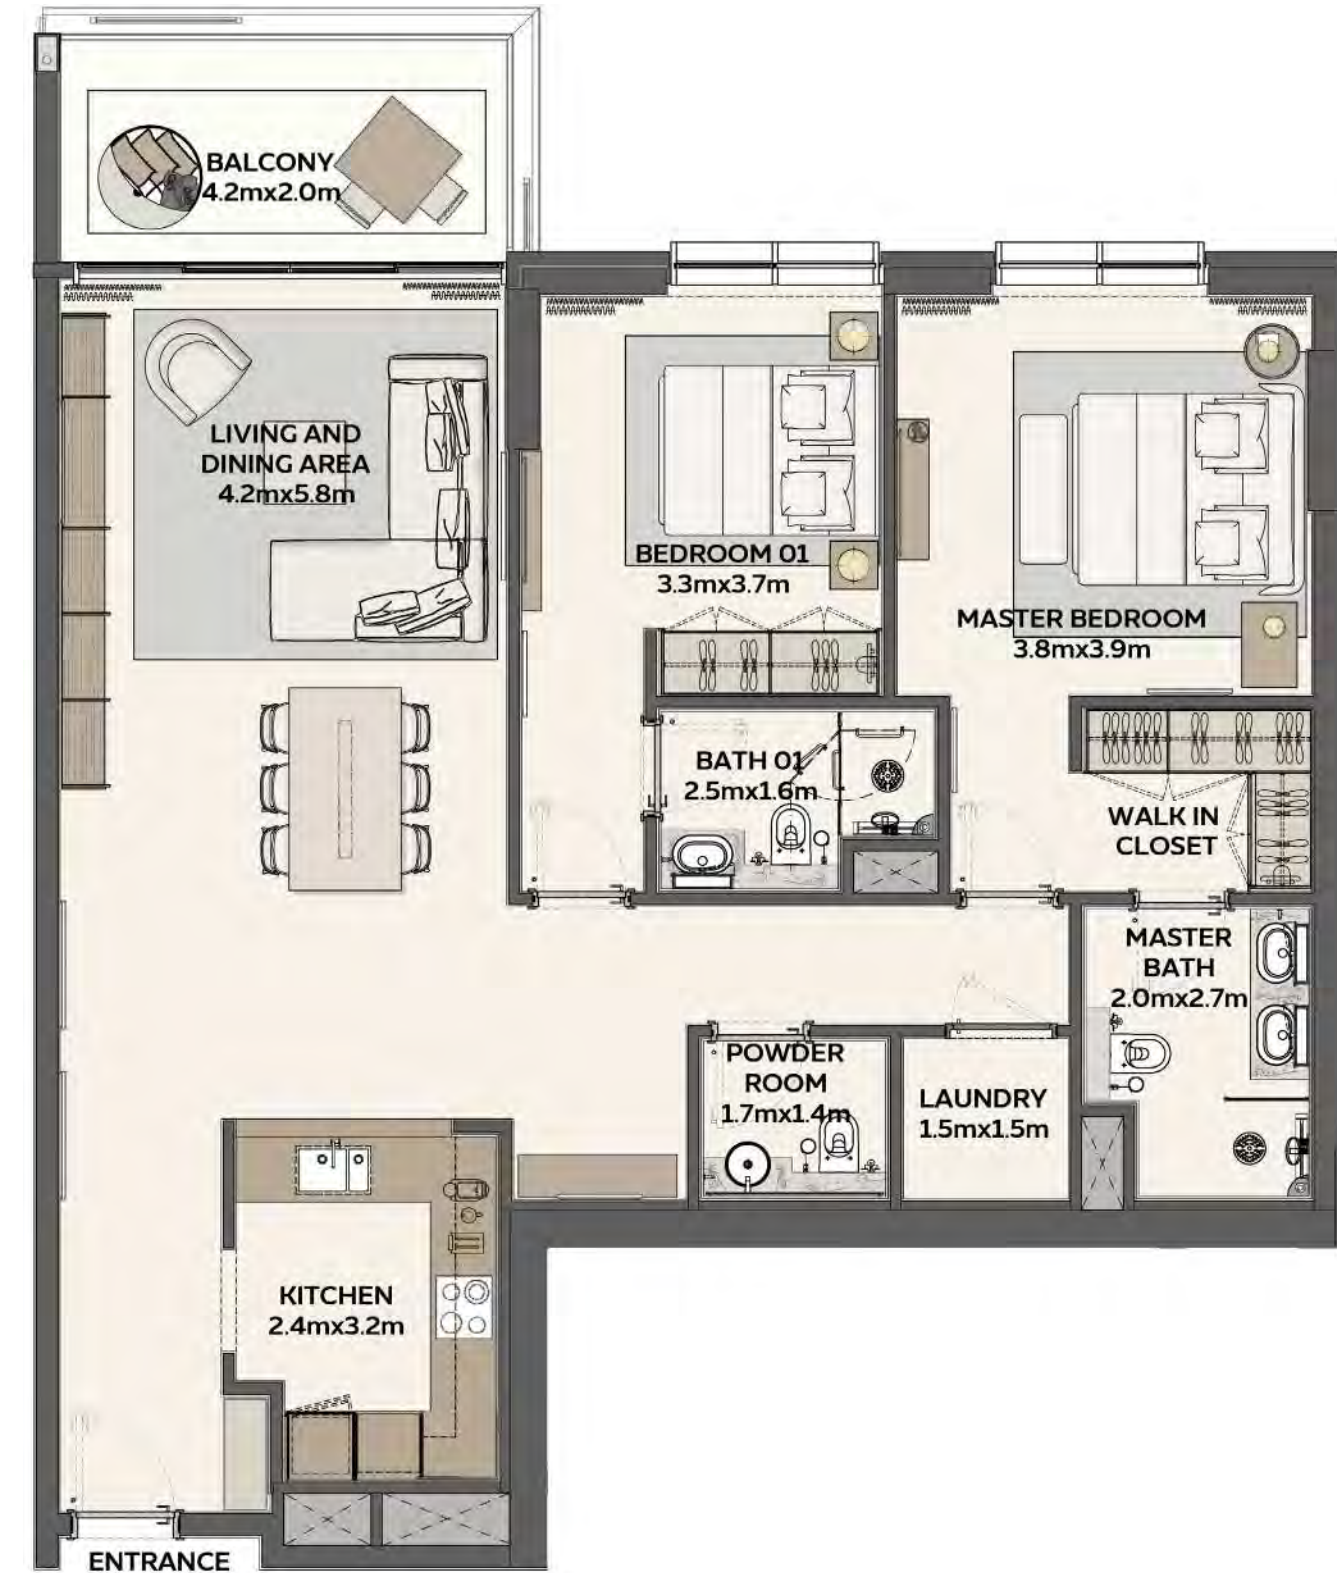 BALCONY
4.2mx2.0m
LIVING AND
DINING AREA
4.2mx5.8m
BEDROOM 01
3.3mx3.7m
MASTER BEDROOM
3.8mx3.9m
BATH 01
2.5mx1.6m
WALK IN
CLOSET
MASTER
BATH
2.0mx2.7m
POWDER
ROOM
1.7mx1.4m
LAUNDRY
1.5mx1.5m
KITCHEN
2.4mx3.2m
ENTRANCE